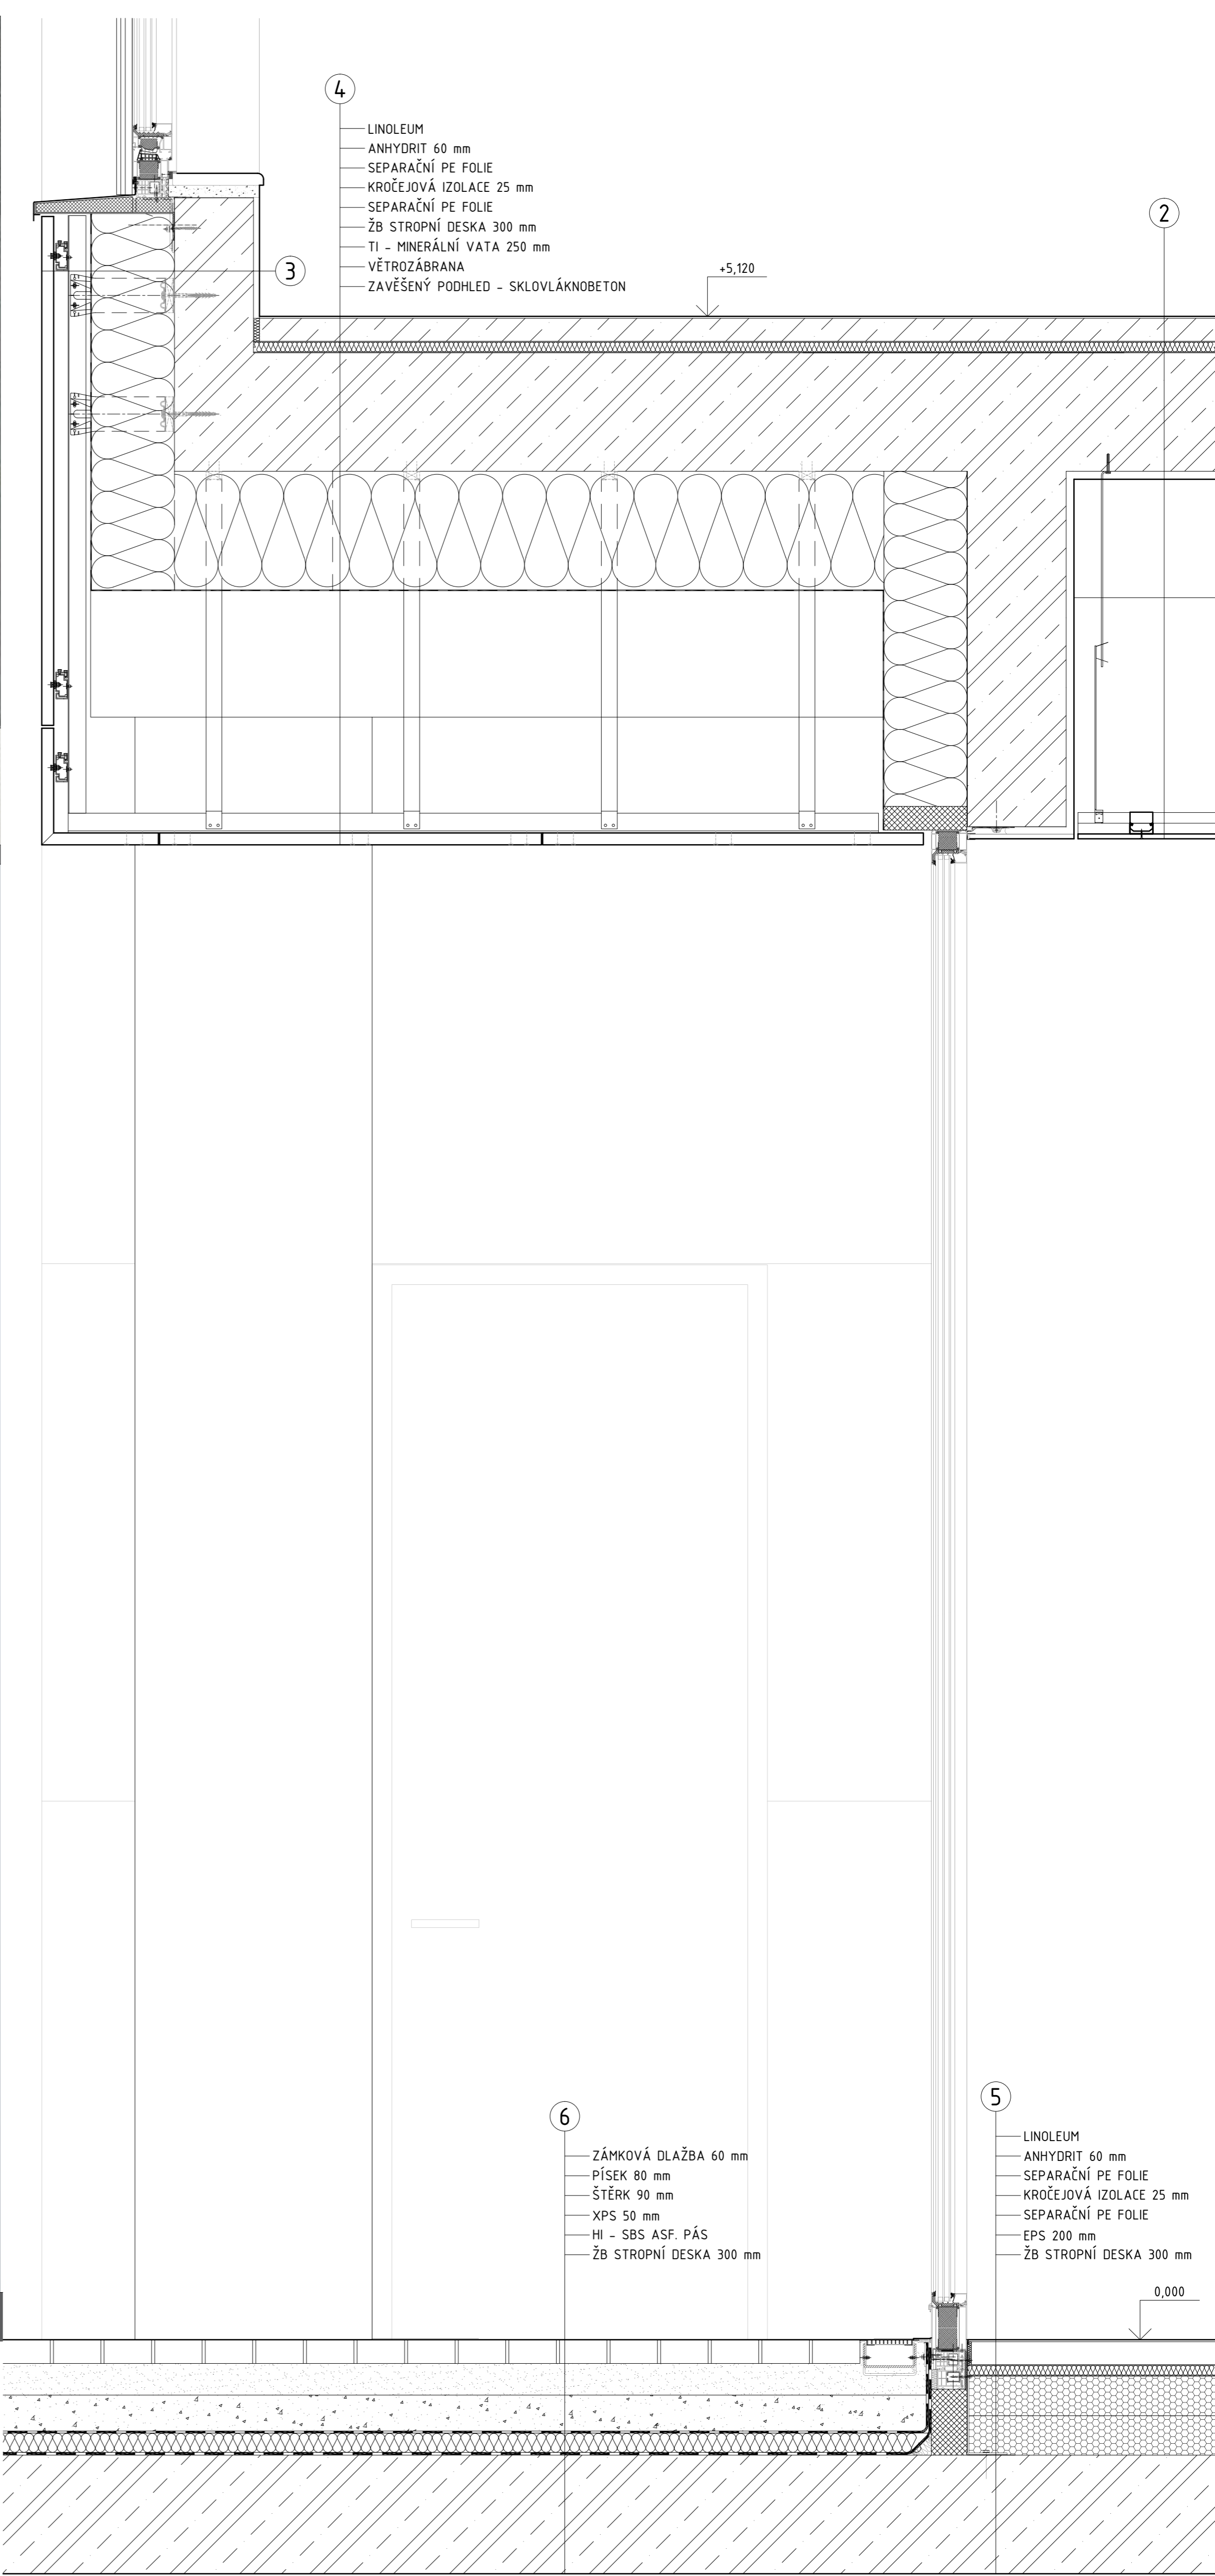 4
LINOLEUM
ANHYDRIT 60 mm
SEPARAČNÍ PE FOLIE
KROČEJOVÁ IZOLACE 25 mm
SEPARAČNÍ PE FOLIE
ŽB STROPNÍ DESKA 300 mm
TI - MINERÁLNÍ VATA 250 mm
VĚTROZÁBRANA
ZAVĚŠENÝ PODHLED - SKLOVLÁKNOBETON
2
3
+5,120
6
ZÁMKOVÁ DLAŽBA 60 mm
PÍSEK 80 mm
ŠTĚRK 90 mm
XPS 50 mm
HI - SBS ASF. PÁS
ŽB STROPNÍ DESKA 300 mm
5
LINOLEUM
ANHYDRIT 60 mm
SEPARAČNÍ PE FOLIE
KROČEJOVÁ IZOLACE 25 mm
SEPARAČNÍ PE FOLIE
EPS 200 mm
ŽB STROPNÍ DESKA 300 mm
0,000